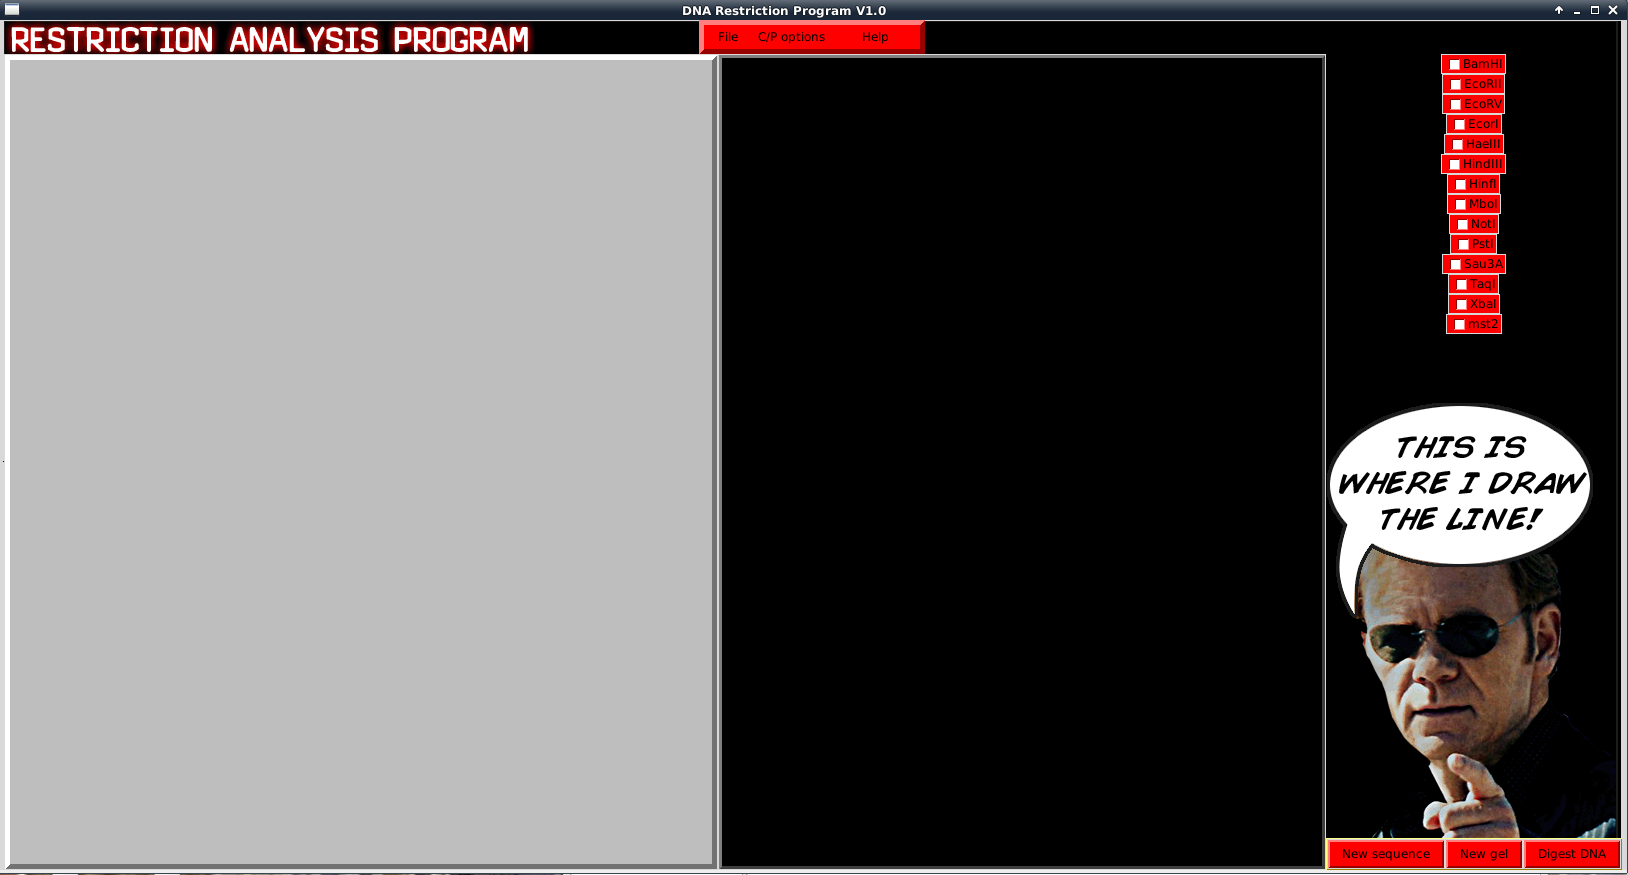 DNA Restriction Program V1.0
RESTRICTION ANALYSIS PROGRAM
File C/P options Help
BamHI
EcoRII
EcoRV
EcorI
HaeIII
HindIII
HinfI
MboI
NotI
PstI
Sau3A
TaqI
XbaI
mst2
THIS IS
WHERE I DRAW
THE LINE!
New sequence New gel Digest DNA